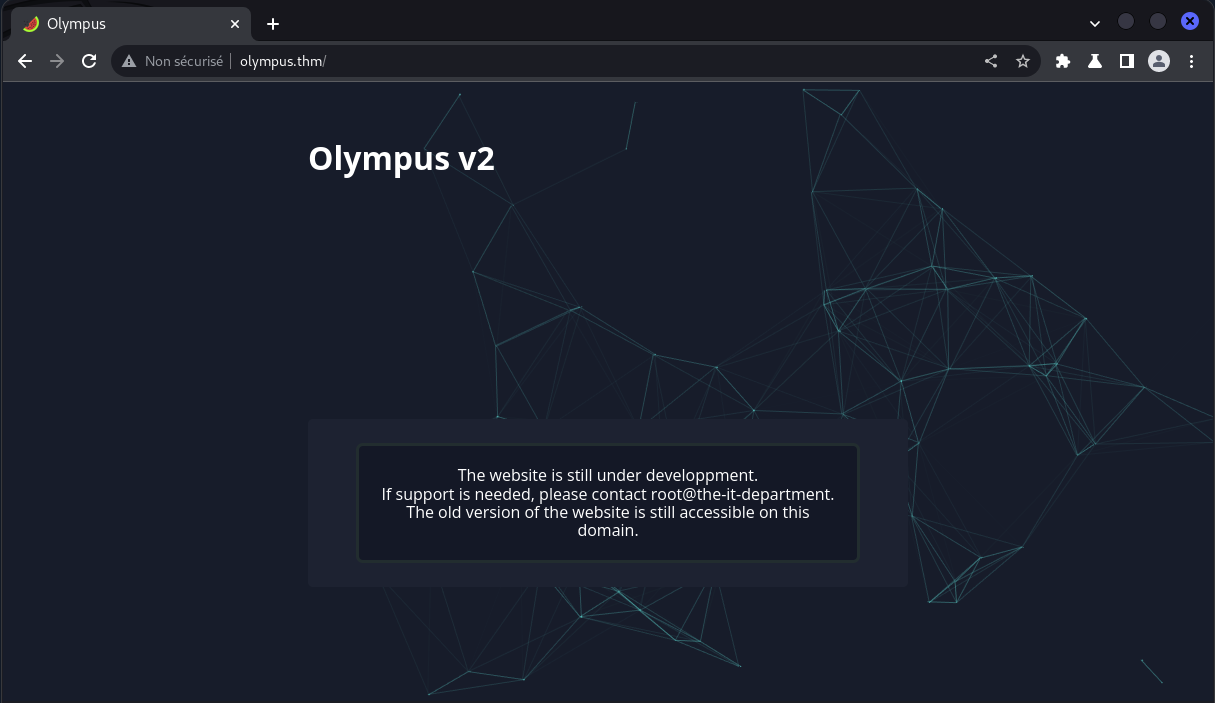 Olympus
Non sécurisé olympus.thm/
Olympus v2
The website is still under developpment.
If support is needed, please contact root@the-it-department.
The old version of the website is still accessible on this
domain.